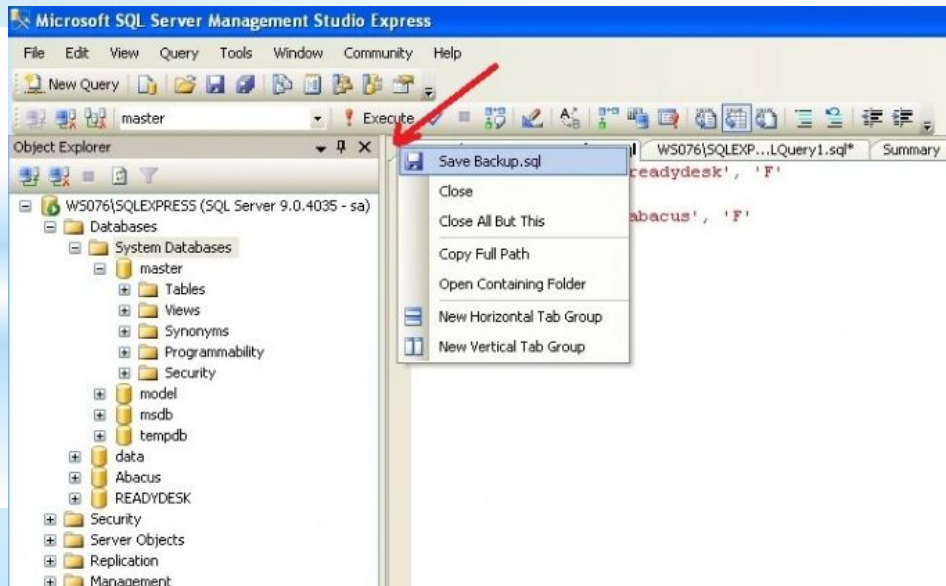 Microsoft SQL Server Management Studio Express
File Edit View Query Tools Window Community Help
New Query
master Execute
Object Explorer
WS076\SQLEXP...LQuery1.sql* Summary
WS076\SQLEXPRESS (SQL Server 9.0.4035 - sa)
Databases
System Databases
master
Tables
Views
Synonyms
Programmability
Security
model
msdb
tempdb
data
Abacus
READYDESK
Security
Server Objects
Replication
Management
Save Backup.sql
Close
Close All But This
Copy Full Path
Open Containing Folder
New Horizontal Tab Group
New Vertical Tab Group
readydesk', 'F'
abacus', 'F'